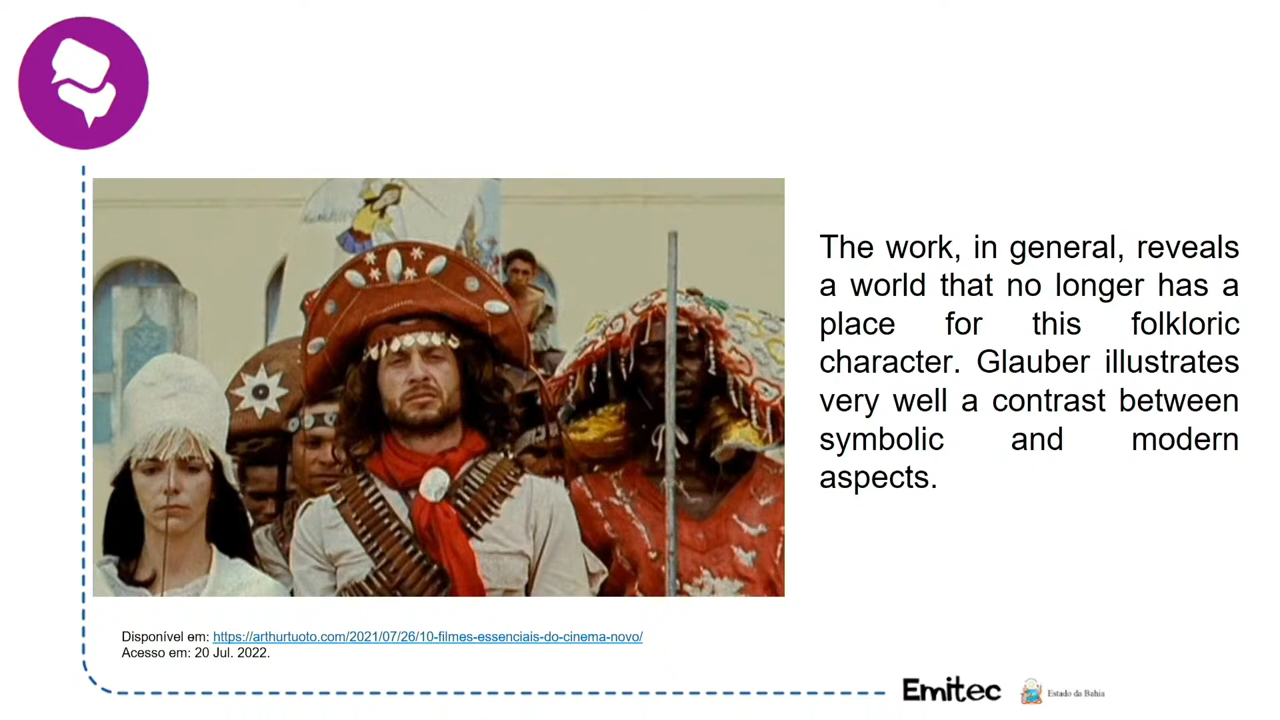 The work, in general, reveals
a world that no longer has a
place for this folkloric
character. Glauber illustrates
very well a contrast between
symbolic and modern
aspects.
Disponível em: https://arthurtuoto.com/2021/07/26/10-filmes-essenciais-do-cinema-novo/
Acesso em: 20 Jul. 2022.
Emitec
Estado da Bahia